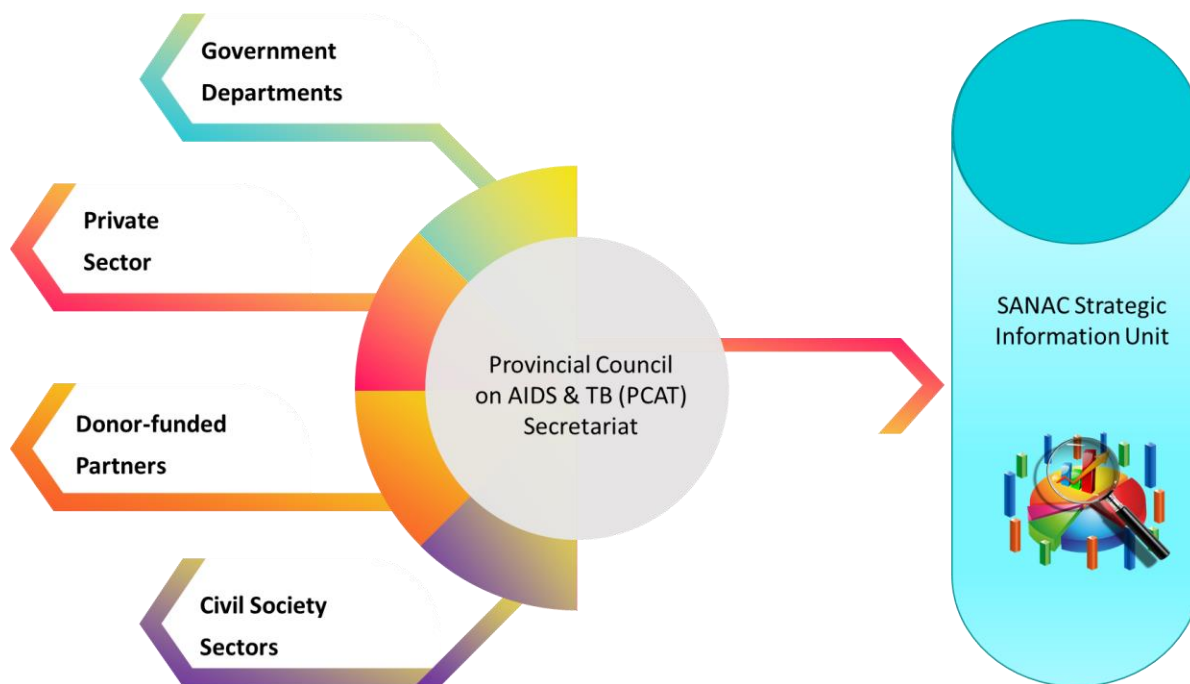 Government
Departments
Private
Sector
Donor-funded
Partners
Civil Society
Sectors
Provincial Council
on AIDS & TB (PCAT)
Secretariat
SANAC Strategic
Information Unit